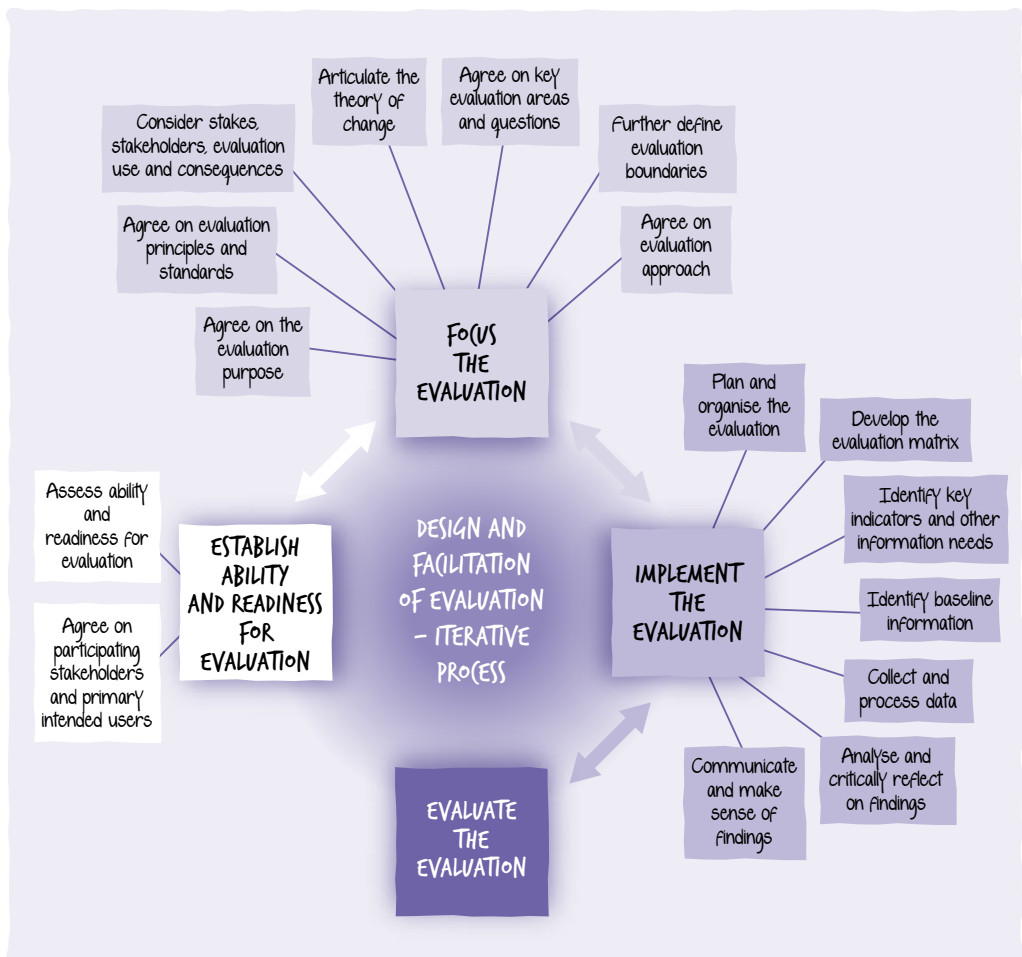 Articulate the
theory of
change
Agree on key
evaluation areas
and questions
Consider stakes,
stakeholders, evaluation
use and consequences
Further define
evaluation
boundaries
Agree on evaluation
principles and
standards
Agree on
evaluation
approach
Agree on the
evaluation
purpose
FOCUS
THE
EVALUATION
Plan and
organise the
evaluation
Develop the
evaluation matrix
Identify key
indicators and other
information needs
Identify baseline
information
Collect and
process data
Analyse and
critically reflect
on findings
Communicate
and make
sense of
findings
IMPLEMENT
THE
EVALUATION
Assess ability
and
readiness for
evaluation
Agree on
participating
stakeholders
and primary
intended users
ESTABLISH
ABILITY
AND READINESS
FOR
EVALUATION
DESIGN AND
FACILITATION
OF EVALUATION
– ITERATIVE
PROCESS
EVALUATE
THE
EVALUATION